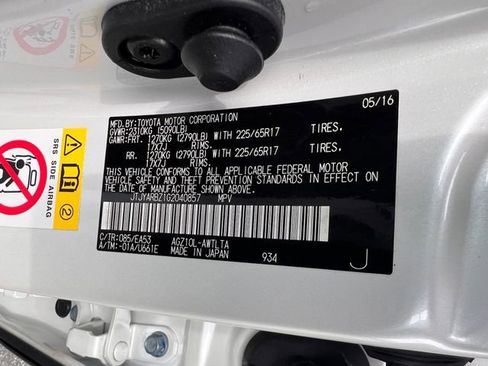 05/16
MFD.BY:TOYOTA MOTOR CORPORATION
GVWR:2310KG (5090LB)
GAWR:FRT. 1270KG (2790LB) WITH 225/65R17 TIRES.
17X7J RIMS.
RR. 1270KG (2790LB) WITH 225/65R17 TIRES.
17X7J RIMS.
THIS VEHICLE CONFORMS TO ALL APPLICABLE FEDERAL MOTOR
VEHICLE SAFETY AND THEFT PREVENTION STANDARDS IN EFFECT ON
THE DATE OF MANUFACTURE SHOWN ABOVE.
JTJYARBZ1G2040857 MPV
C/TR:085/EA53 AGZ10L-AWTLTA
A/TM:-01A/U661E MADE IN JAPAN 934 J
SRS SIDE AIRBAG
2